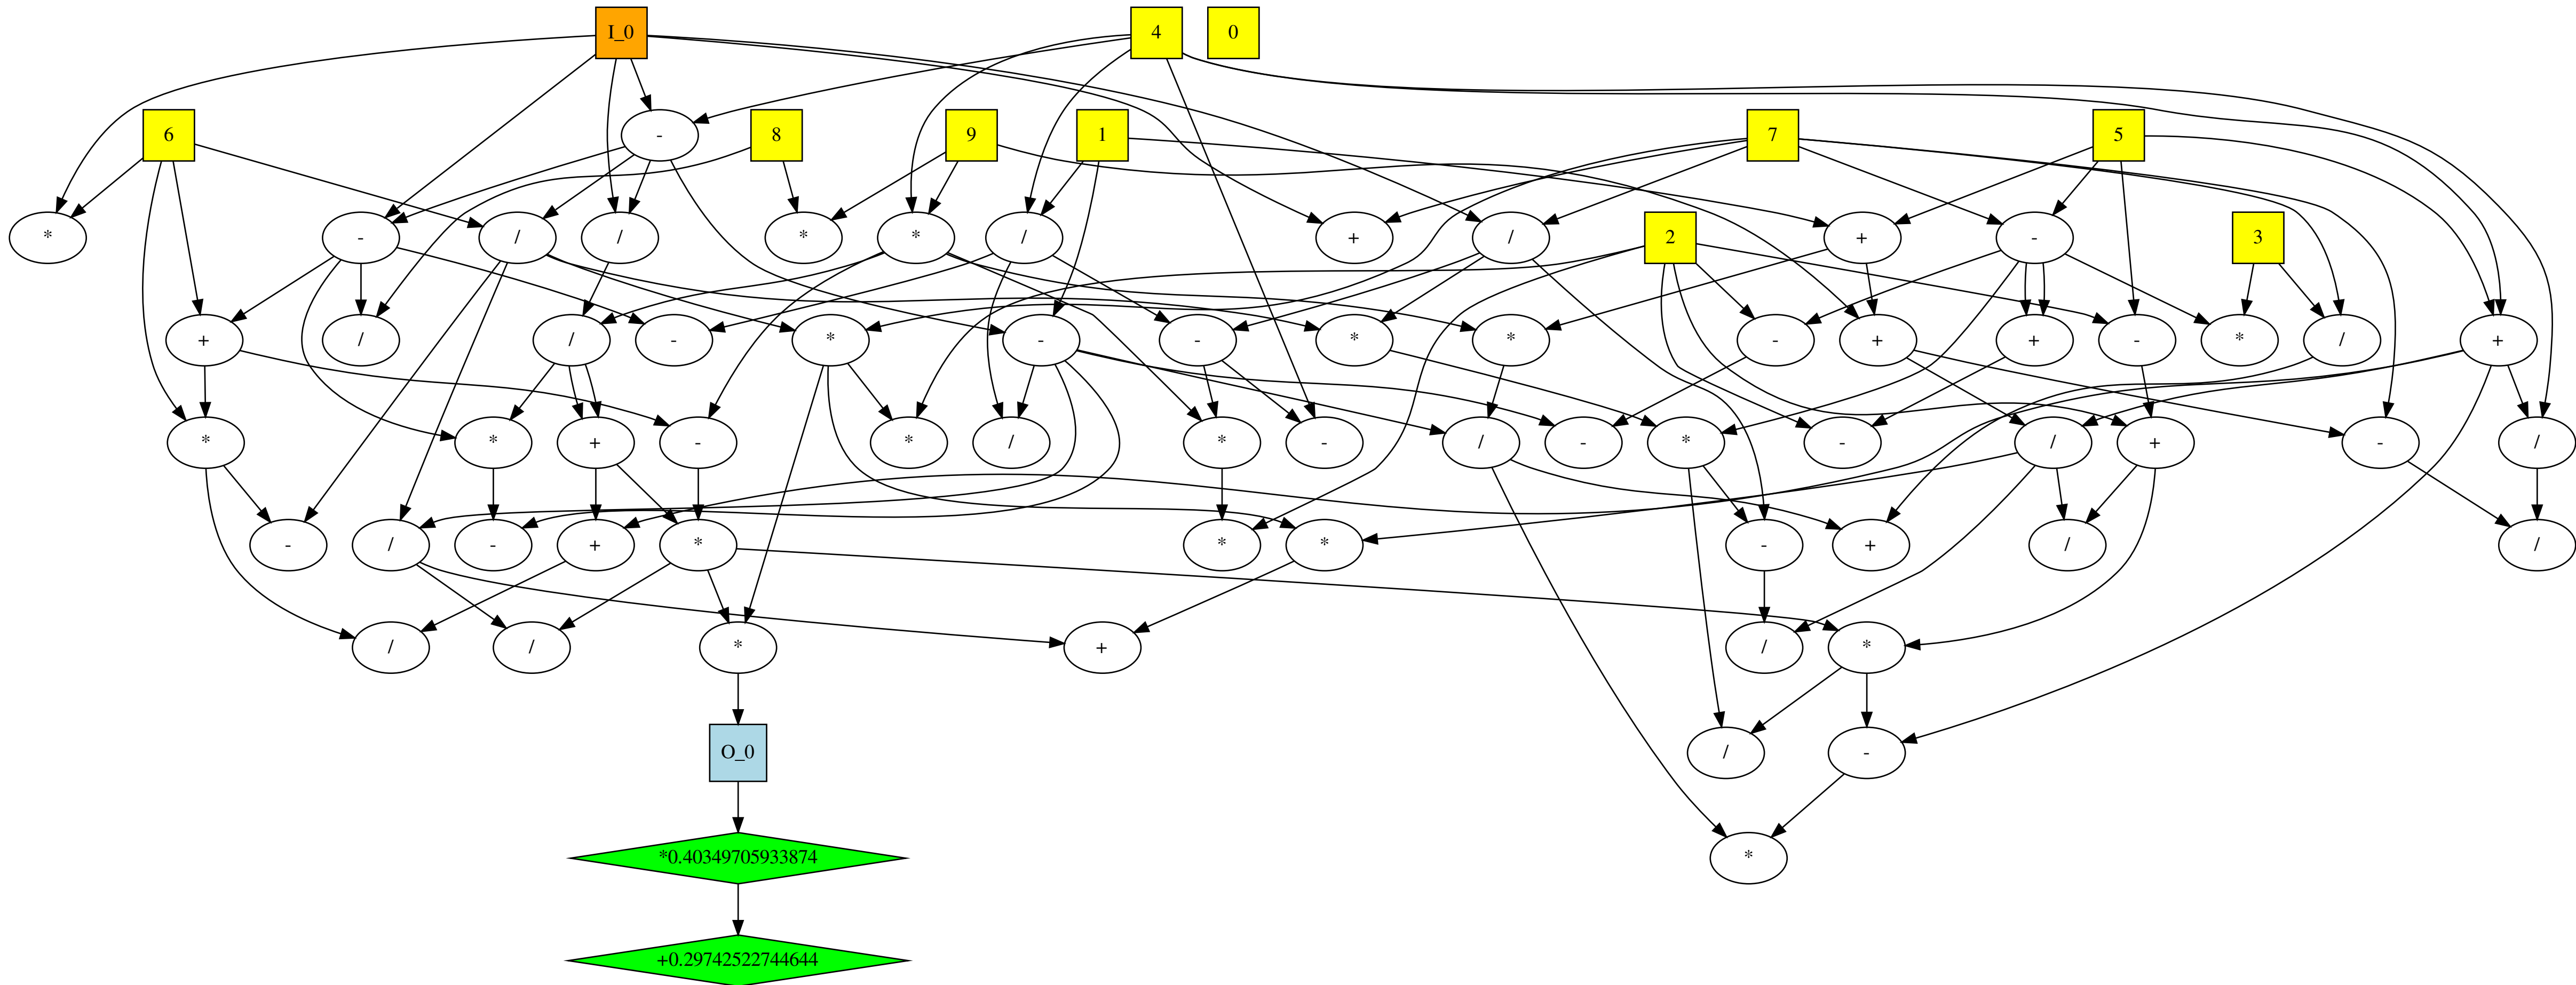 I_0 4 0
6 - 8 9 1 7 5
* - / / * * / + / 2 + - 3
+ / / - * - - * * - + + - * / +
* * + - * / * - / - * - / + - /
- / - + * * * - + / /
/ / * + / *
O_0 / -
*0.40349705933874 *
+0.29742522744644